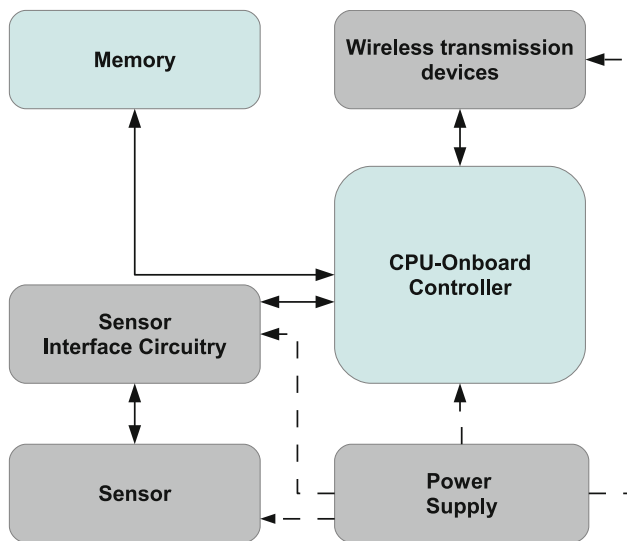 Memory
Wireless transmission
devices
CPU-Onboard
Controller
Sensor
Interface Circuitry
Sensor
Power
Supply